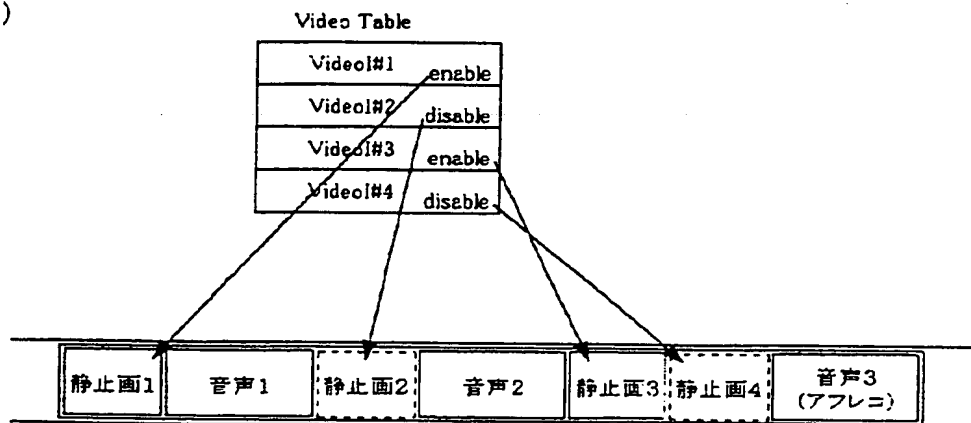 )
Video Table
VideoI#1 enable
VideoI#2 disable
VideoI#3 enable
VideoI#4 disable
静止画1 音声1 静止画2 音声2 静止画3 静止画4 音声3
(アフレコ)